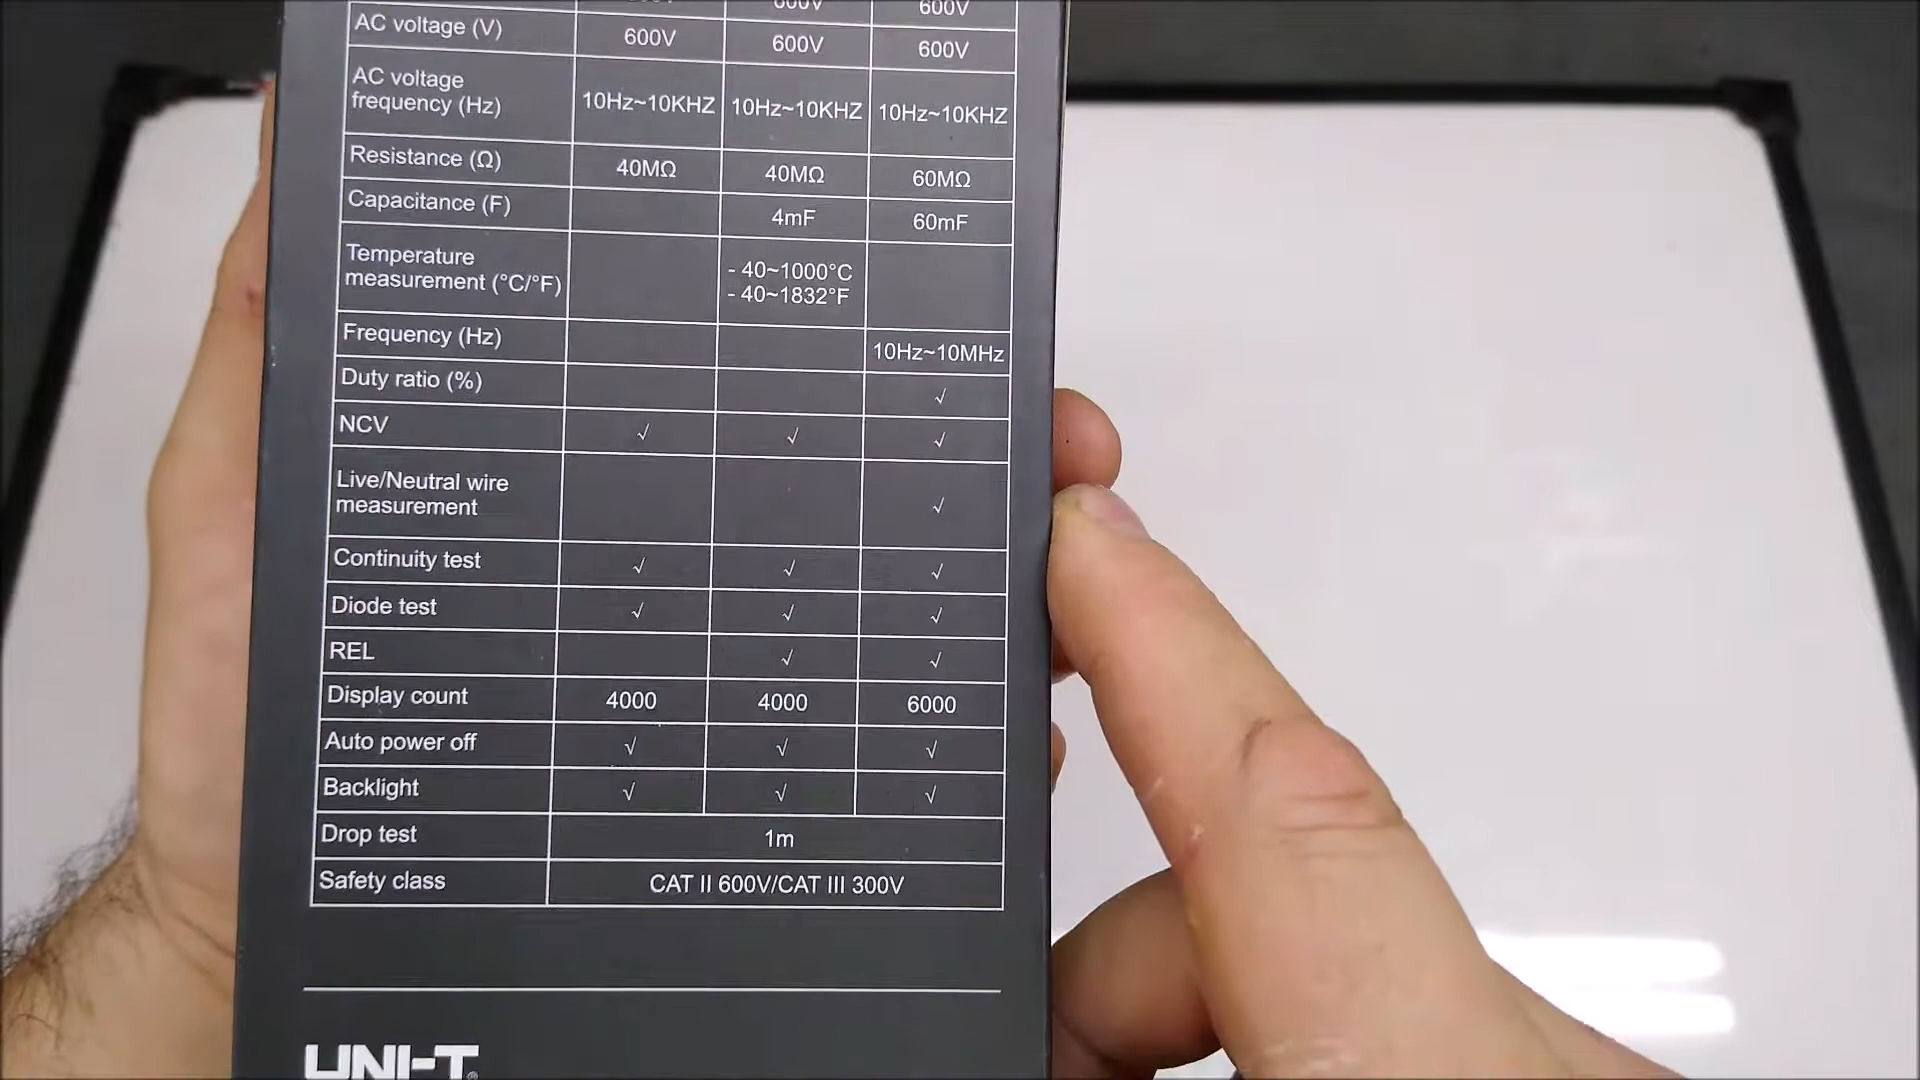 600V 600V
AC voltage (V) 600V 600V 600V
AC voltage
frequency (Hz) 10Hz~10KHZ 10Hz~10KHZ 10Hz~10KHZ
Resistance (Ω) 40MΩ 40MΩ 60MΩ
Capacitance (F) 4mF 60mF
Temperature
measurement (°C/°F)
- 40~1000°C
- 40~1832°F
Frequency (Hz) 10Hz~10MHz
Duty ratio (%) √
NCV √ √ √
Live/Neutral wire
measurement √
Continuity test √ √ √
Diode test √ √ √
REL √ √
Display count 4000 4000 6000
Auto power off √ √ √
Backlight √ √ √
Drop test 1m
Safety class CAT II 600V/CAT III 300V
UNI-T®